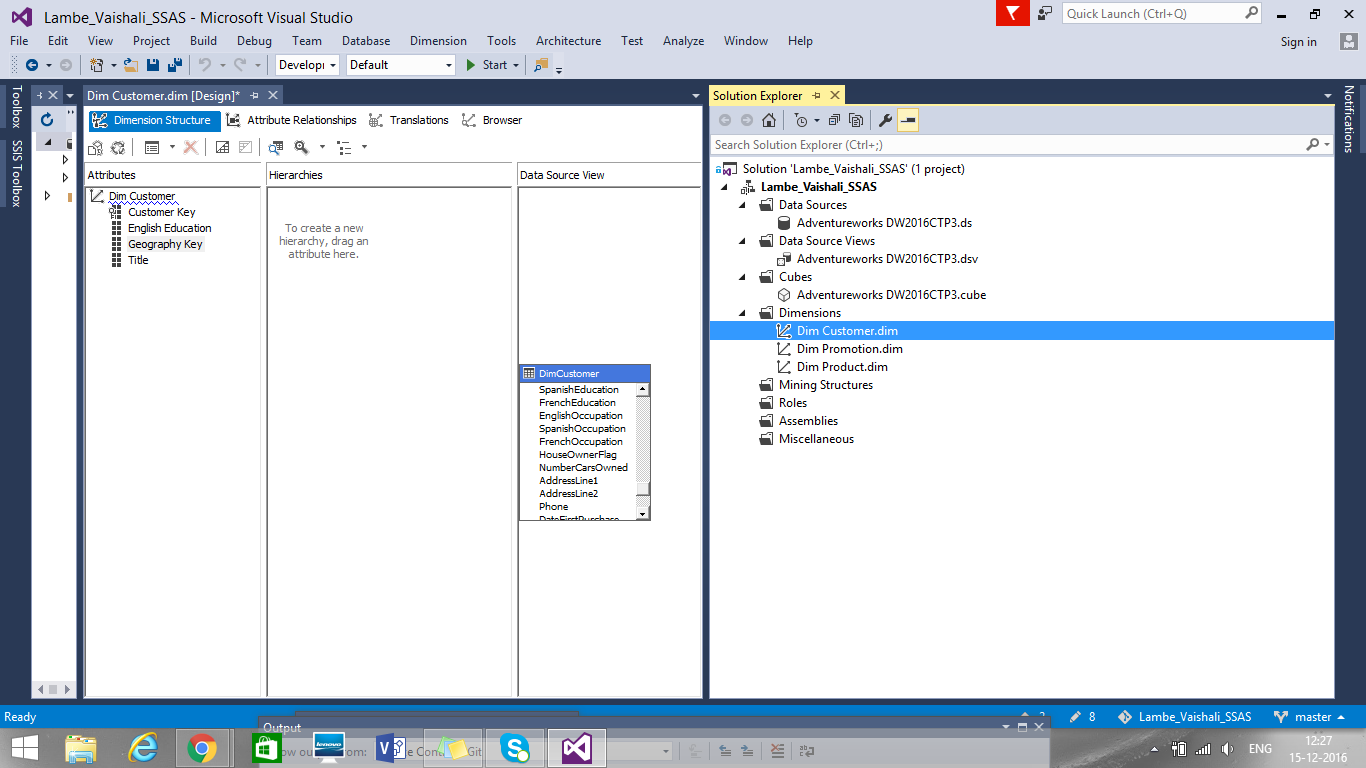 Lambe_Vaishali_SSAS - Microsoft Visual Studio
Quick Launch (Ctrl+Q)
File Edit View Project Build Debug Team Database Dimension Tools Architecture Test Analyze Window Help
Sign in
Default
Start
Toolbox
SSIS Toolbox
Dim Customer.dim [Design]*
Dimension Structure
Attribute Relationships
Translations
Browser
Attributes
Dim Customer
Customer Key
English Education
Geography Key
Title
Hierarchies
To create a new
hierarchy, drag an
attribute here.
Data Source View
DimCustomer
SpanishEducation
FrenchEducation
EnglishOccupation
SpanishOccupation
FrenchOccupation
HouseOwnerFlag
NumberCarsOwned
AddressLine1
AddressLine2
Phone
DateFirstPurchase
Solution Explorer
Search Solution Explorer (Ctrl+;)
Solution 'Lambe_Vaishali_SSAS' (1 project)
Lambe_Vaishali_SSAS
Data Sources
Adventureworks DW2016CTP3.ds
Data Source Views
Adventureworks DW2016CTP3.dsv
Cubes
Adventureworks DW2016CTP3.cube
Dimensions
Dim Customer.dim
Dim Promotion.dim
Dim Product.dim
Mining Structures
Roles
Assemblies
Miscellaneous
Notifications
Ready
8
Lambe_Vaishali_SSAS
master
Output
from:
Git
lenovo
ENG
12:27
15-12-2016